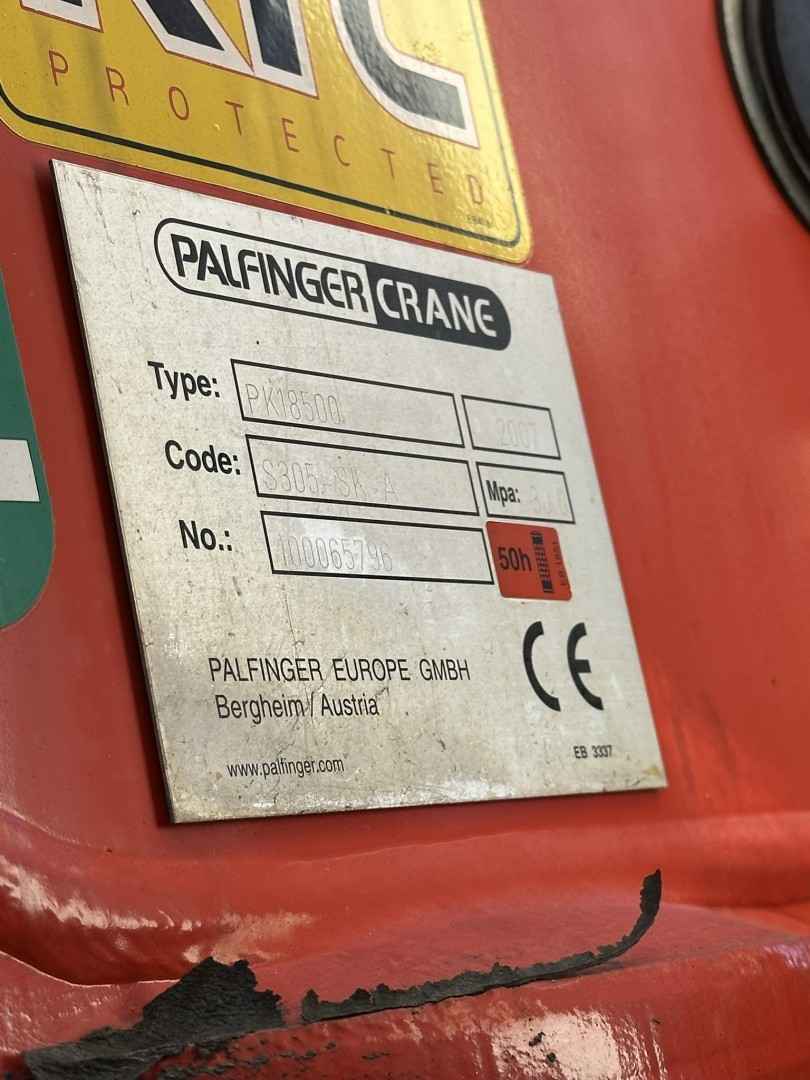 PROTECTED
PALFINGER CRANE
Type: PK18500 2007
Code: S305-SK-A Mpa:
No.: 100065796 50h
PALFINGER EUROPE GMBH
Bergheim / Austria
CE
www.palfinger.com
EB 3337